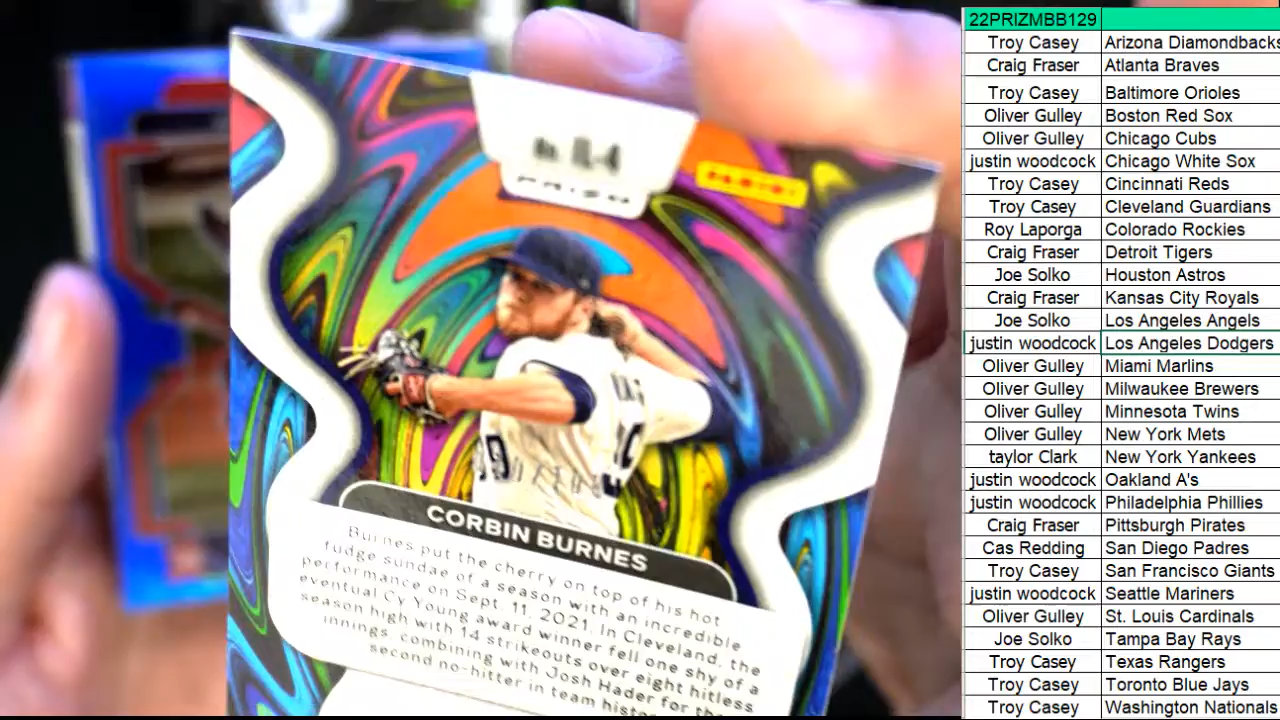 No. IL-4
PRIZM
PANINI
CORBIN BURNES
Burnes put the cherry on top of his hot
fudge sundae of a season with an incredible
performance on Sept. 11, 2021. In Cleveland, the
eventual Cy Young award winner fell one shy of a
season high with 14 strikeouts over eight hitless
innings, combining with Josh Hader for the
second no-hitter in team
22PRIZMBB129
Troy Casey Arizona Diamondbacks
Craig Fraser Atlanta Braves
Troy Casey Baltimore Orioles
Oliver Gulley Boston Red Sox
Oliver Gulley Chicago Cubs
justin woodcock Chicago White Sox
Troy Casey Cincinnati Reds
Troy Casey Cleveland Guardians
Roy Laporga Colorado Rockies
Craig Fraser Detroit Tigers
Joe Solko Houston Astros
Craig Fraser Kansas City Royals
Joe Solko Los Angeles Angels
justin woodcock Los Angeles Dodgers
Oliver Gulley Miami Marlins
Oliver Gulley Milwaukee Brewers
Oliver Gulley Minnesota Twins
Oliver Gulley New York Mets
taylor Clark New York Yankees
justin woodcock Oakland A's
justin woodcock Philadelphia Phillies
Craig Fraser Pittsburgh Pirates
Cas Redding San Diego Padres
Troy Casey San Francisco Giants
justin woodcock Seattle Mariners
Oliver Gulley St. Louis Cardinals
Joe Solko Tampa Bay Rays
Troy Casey Texas Rangers
Troy Casey Toronto Blue Jays
Troy Casey Washington Nationals